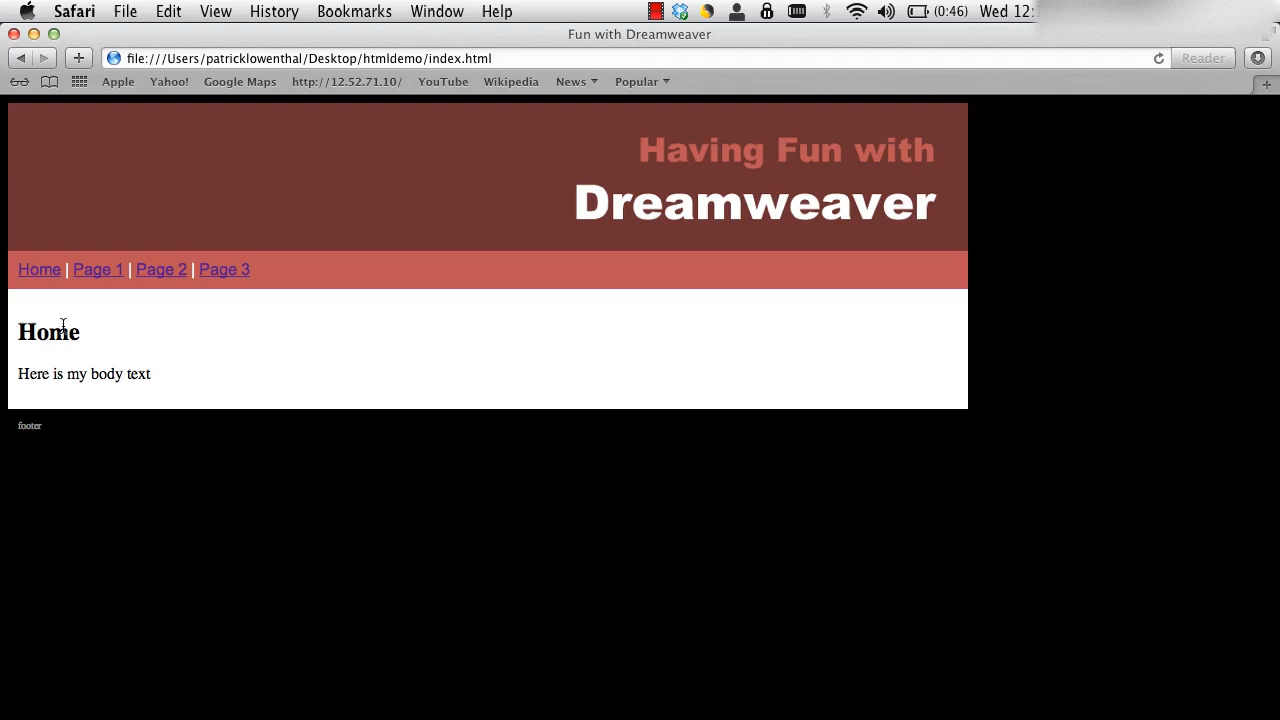 Safari File Edit View History Bookmarks Window Help (0:46) Wed 12:
Fun with Dreamweaver
file:///Users/patricklowenthal/Desktop/htmldemo/index.html Reader
Apple Yahoo! Google Maps http://12.52.71.10/ YouTube Wikipedia News Popular
Having Fun with
Dreamweaver
Home | Page 1 | Page 2 | Page 3
Home
Here is my body text
footer